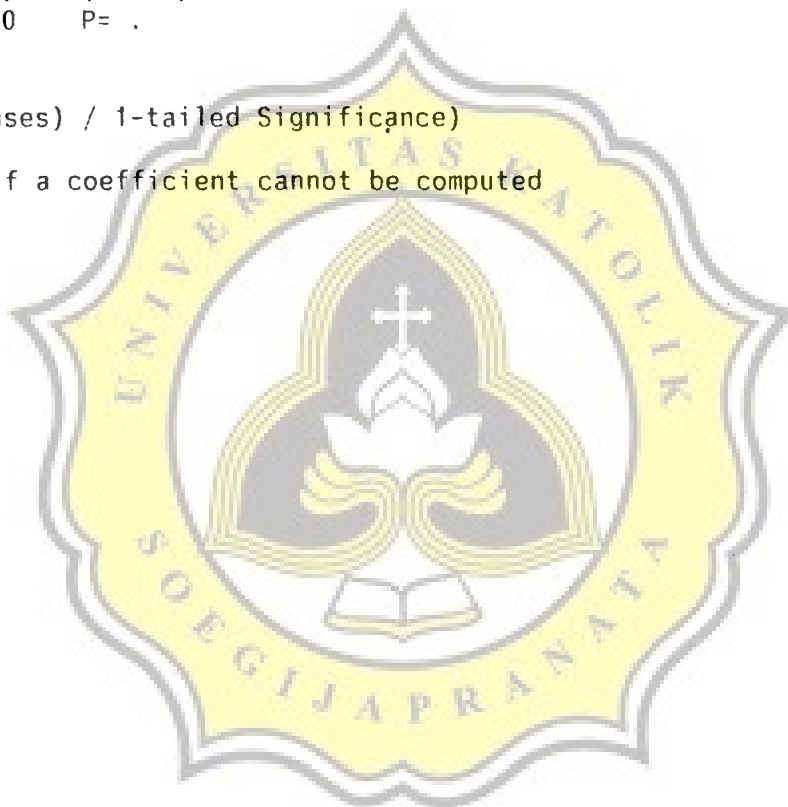 0 P= .
ses) / 1-tailed Significance)
f a coefficient cannot be computed
UNIVERSITAS KATOLIK
SOEGIJAPRANATA